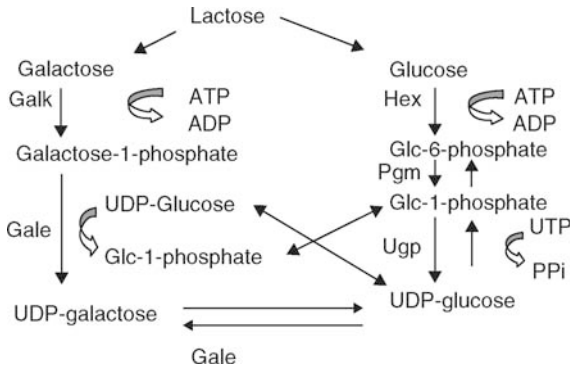 Lactose
Galactose
Glucose
Galk
ATP
ADP
Hex
ATP
ADP
Galactose-1-phosphate
Glc-6-phosphate
Pgm
UDP-Glucose
Glc-1-phosphate
Gale
Glc-1-phosphate
Ugp
UTP
PPi
UDP-galactose
UDP-glucose
Gale